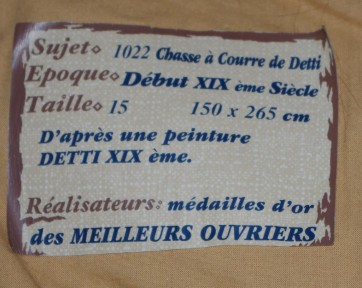 Sujet⋄ 1022 Chasse à Courre de Detti
Epoque⋄ Début XIX ème Siècle
Taille⋄ 15 150 x 265 cm
D'après une peinture
DETTI XIX ème.
Réalisateurs: médailles d'or
des MEILLEURS OUVRIERS